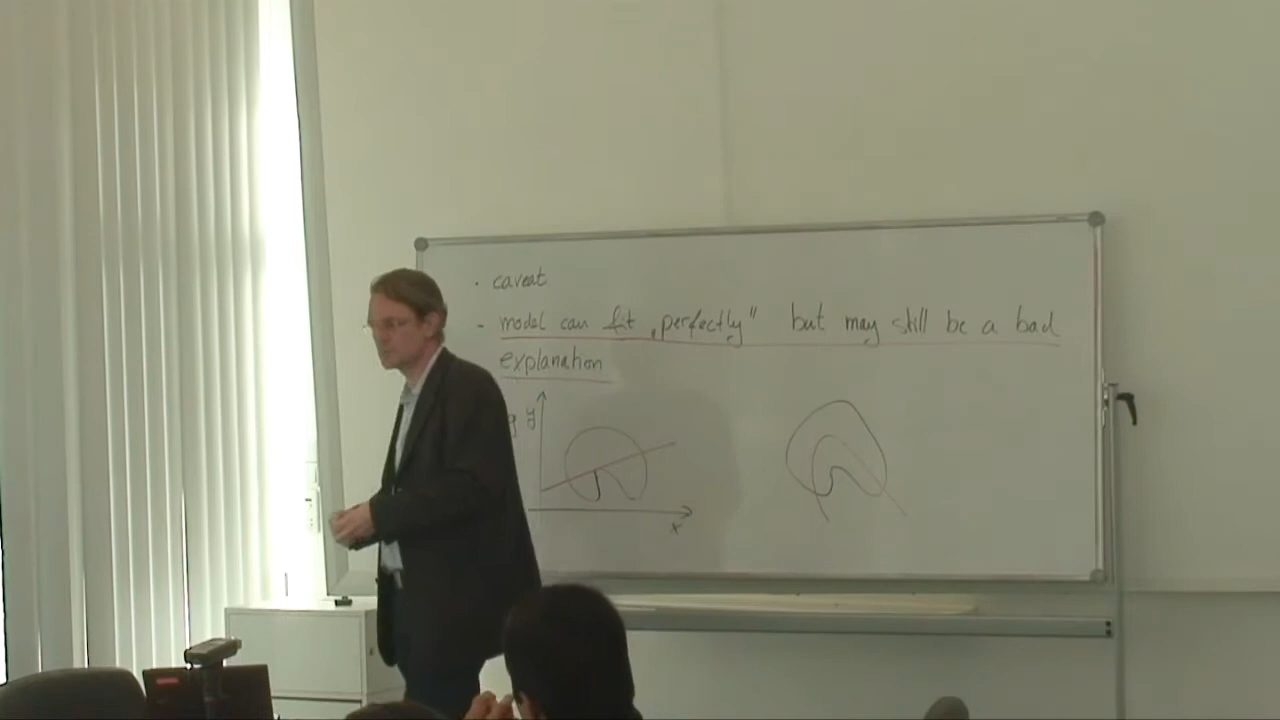 · caveat
- model can fit „perfectly" but may still be a bad
explanation
g y
x